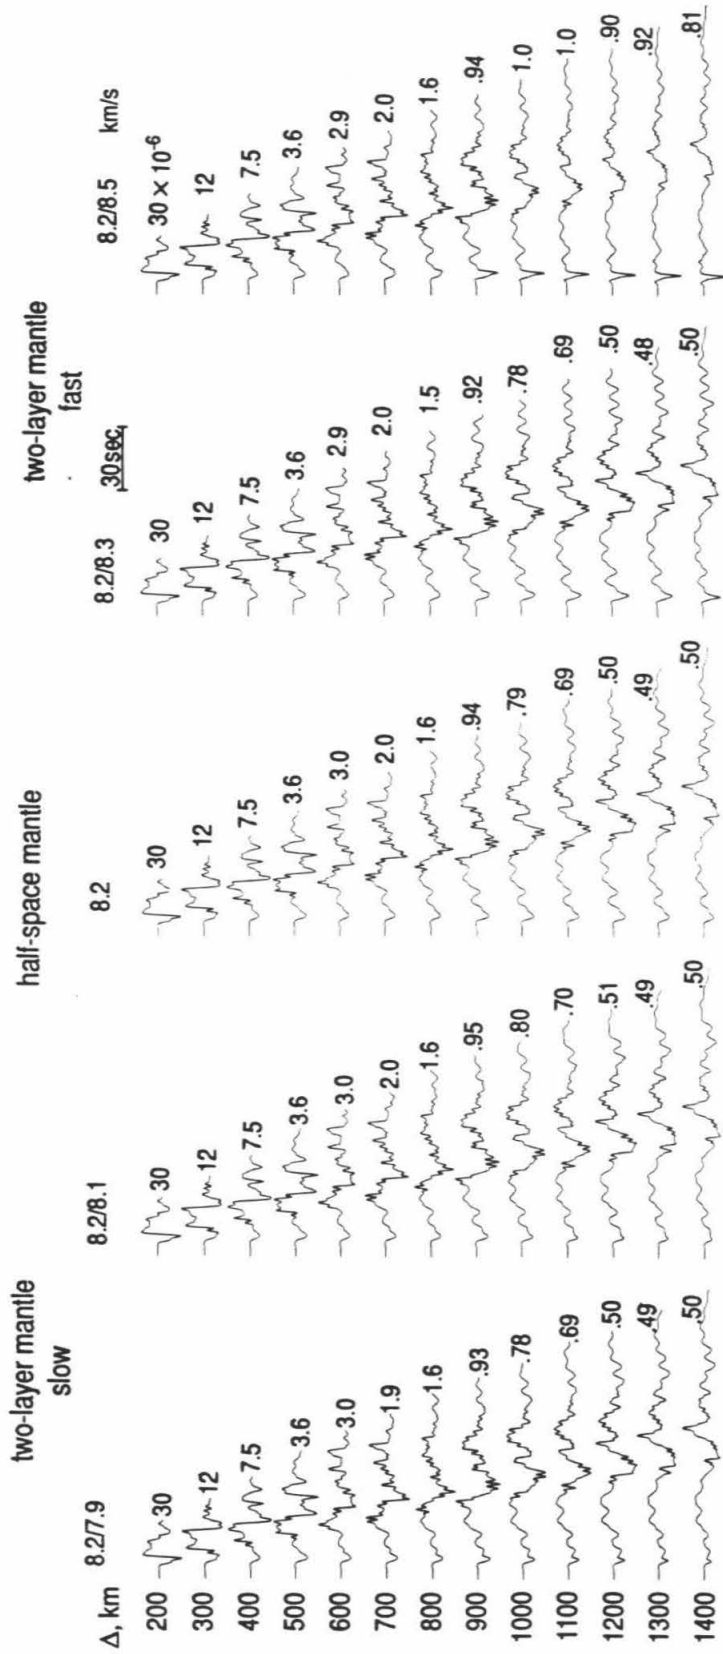 two-layer mantle slow
half-space mantle
two-layer mantle fast
Δ, km
8.2/7.9
8.2/8.1
8.2
8.2/8.3
30sec
8.2/8.5
km/s
200 30 30 30 30 30 × 10-6
300 12 12 12 12 12
400 7.5 7.5 7.5 7.5 7.5
500 3.6 3.6 3.6 3.6 3.6
600 3.0 3.0 3.0 2.9 2.9
700 1.9 2.0 2.0 2.0 2.0
800 1.6 1.6 1.6 1.5 1.6
900 .93 .95 .94 .92 .94
1000 .78 .80 .79 .78 1.0
1100 .69 .70 .69 .69 1.0
1200 .50 .51 .50 .50 .90
1300 .49 .49 .49 .48 .92
1400 .50 .50 .50 .50 .81